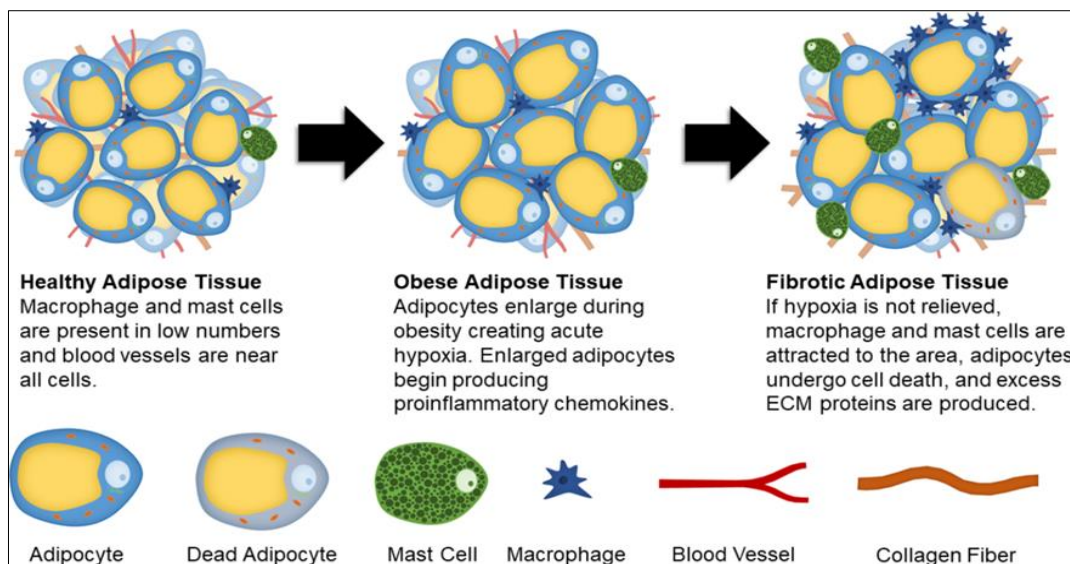 Healthy Adipose Tissue
Macrophage and mast cells
are present in low numbers
and blood vessels are near
all cells.
Obese Adipose Tissue
Adipocytes enlarge during
obesity creating acute
hypoxia. Enlarged adipocytes
begin producing
proinflammatory chemokines.
Fibrotic Adipose Tissue
If hypoxia is not relieved,
macrophage and mast cells are
attracted to the area, adipocytes
undergo cell death, and excess
ECM proteins are produced.
Adipocyte
Dead Adipocyte
Mast Cell
Macrophage
Blood Vessel
Collagen Fiber